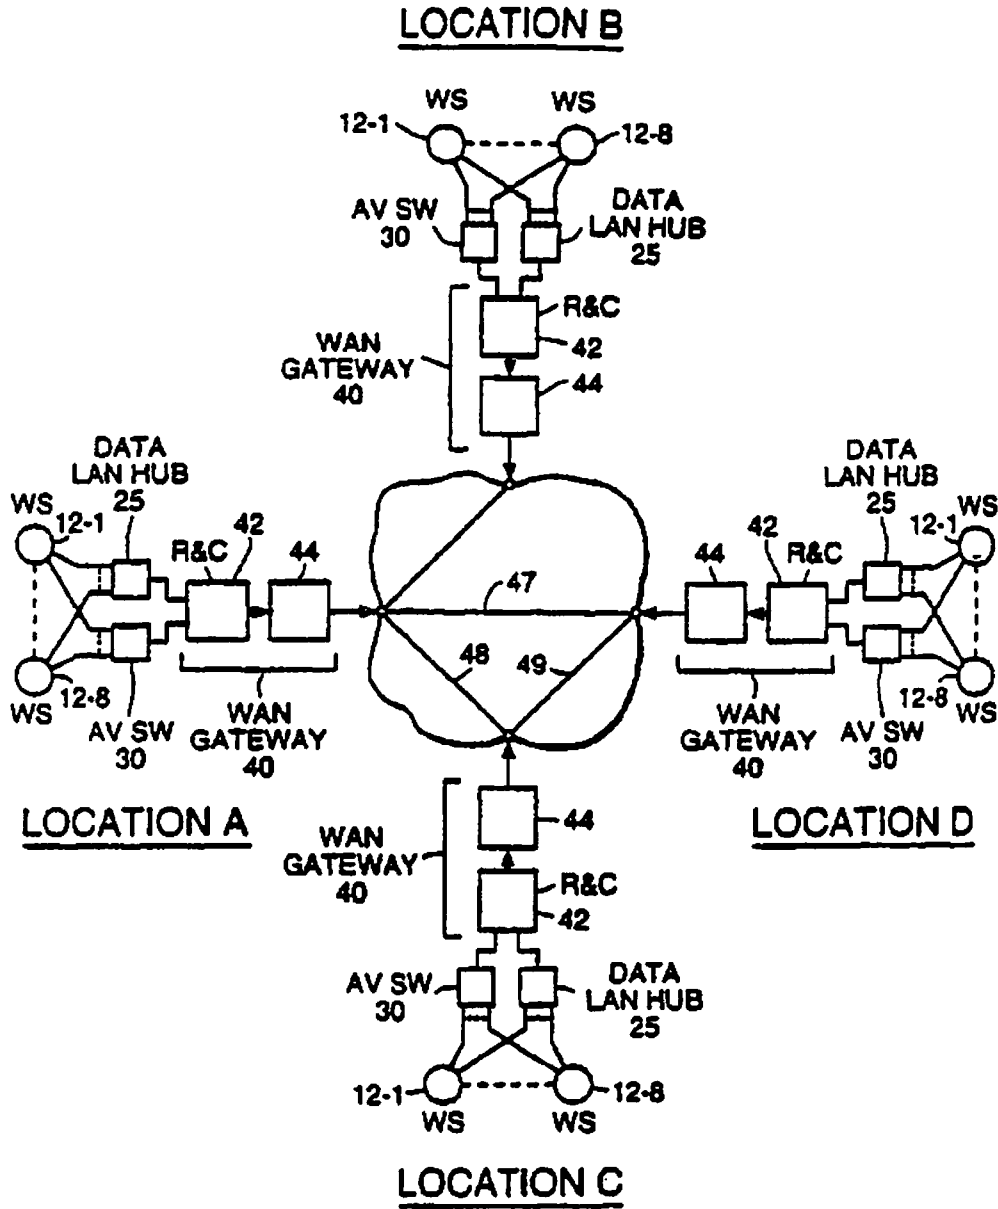 LOCATION B
WS WS
12-1 12-8
AV SW
30
DATA
LAN HUB
25
R&C
42
WAN
GATEWAY
40
44
DATA
LAN HUB
25
WS
12-1
R&C
42
44
12-8
WS
AV SW
30
WAN
GATEWAY
40
LOCATION A
47
48
49
DATA
LAN HUB
25
WS
12-1
44
42
R&C
12-8
WS
WAN
GATEWAY
40
AV SW
30
LOCATION D
44
WAN
GATEWAY
40
R&C
42
AV SW
30
DATA
LAN HUB
25
12-1 12-8
WS WS
LOCATION C